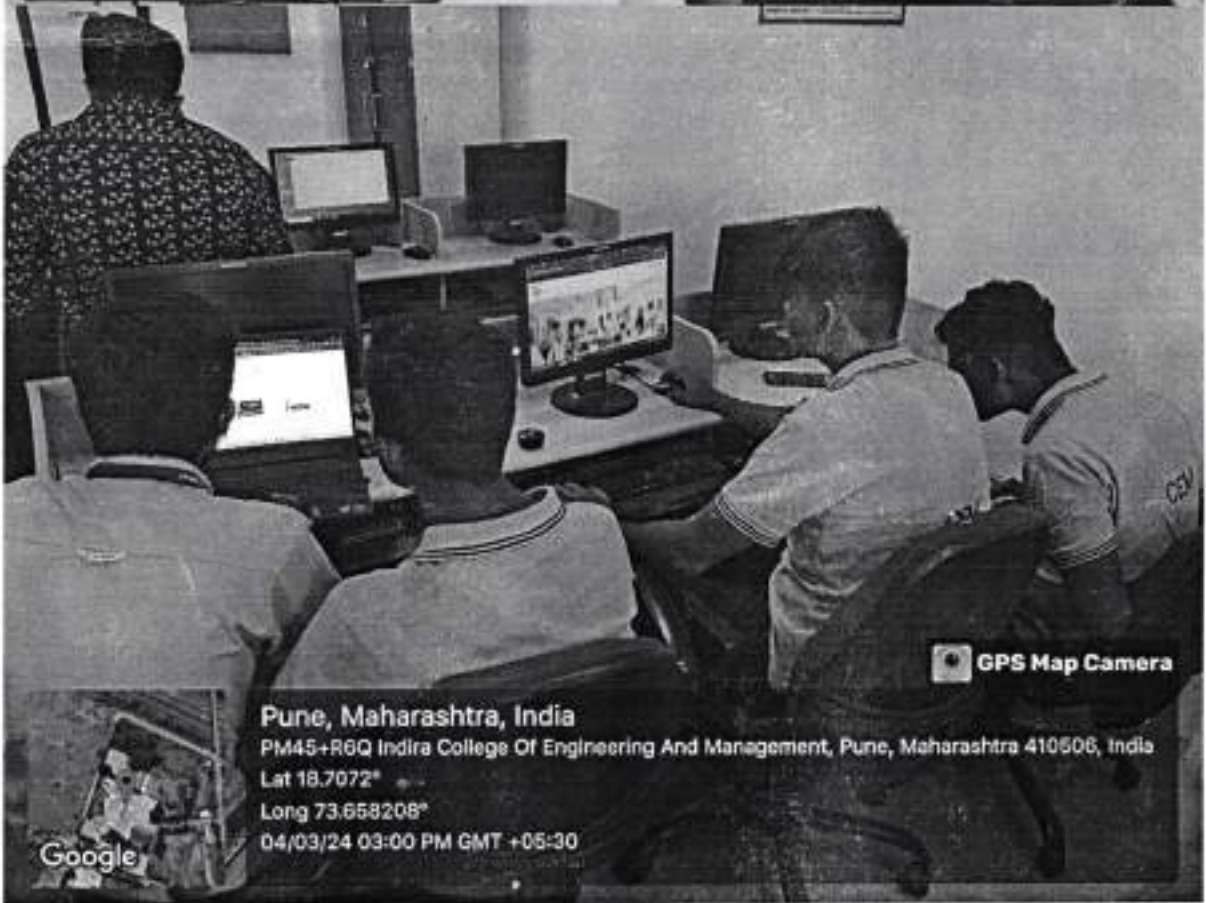 GPS Map Camera
Pune, Maharashtra, India
PM45+R6Q Indira College Of Engineering And Management, Pune, Maharashtra 410506, India
Lat 18.7072°
Long 73.658208°
04/03/24 03:00 PM GMT +05:30
Google